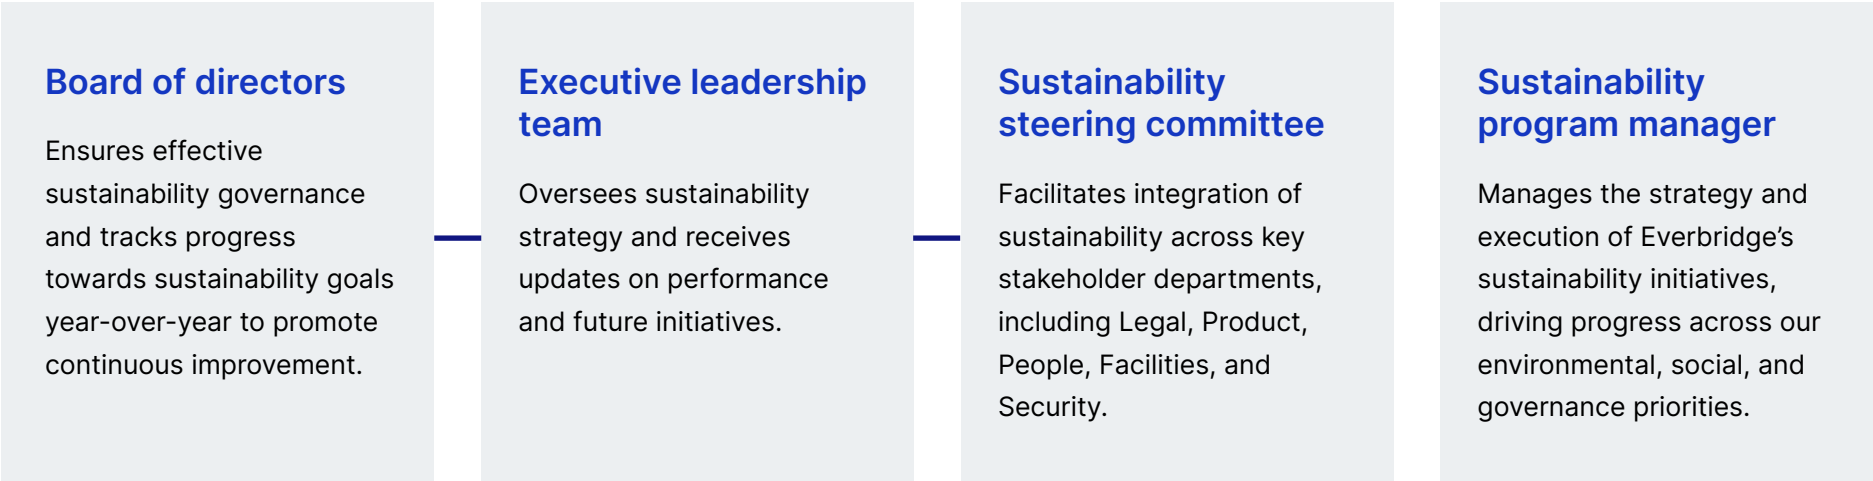 Board of directors
Ensures effective
sustainability governance
and tracks progress
towards sustainability goals
year-over-year to promote
continuous improvement.
Executive leadership
team
Oversees sustainability
strategy and receives
updates on performance
and future initiatives.
Sustainability
steering committee
Facilitates integration of
sustainability across key
stakeholder departments,
including Legal, Product,
People, Facilities, and
Security.
Sustainability
program manager
Manages the strategy and
execution of Everbridge’s
sustainability initiatives,
driving progress across our
environmental, social, and
governance priorities.